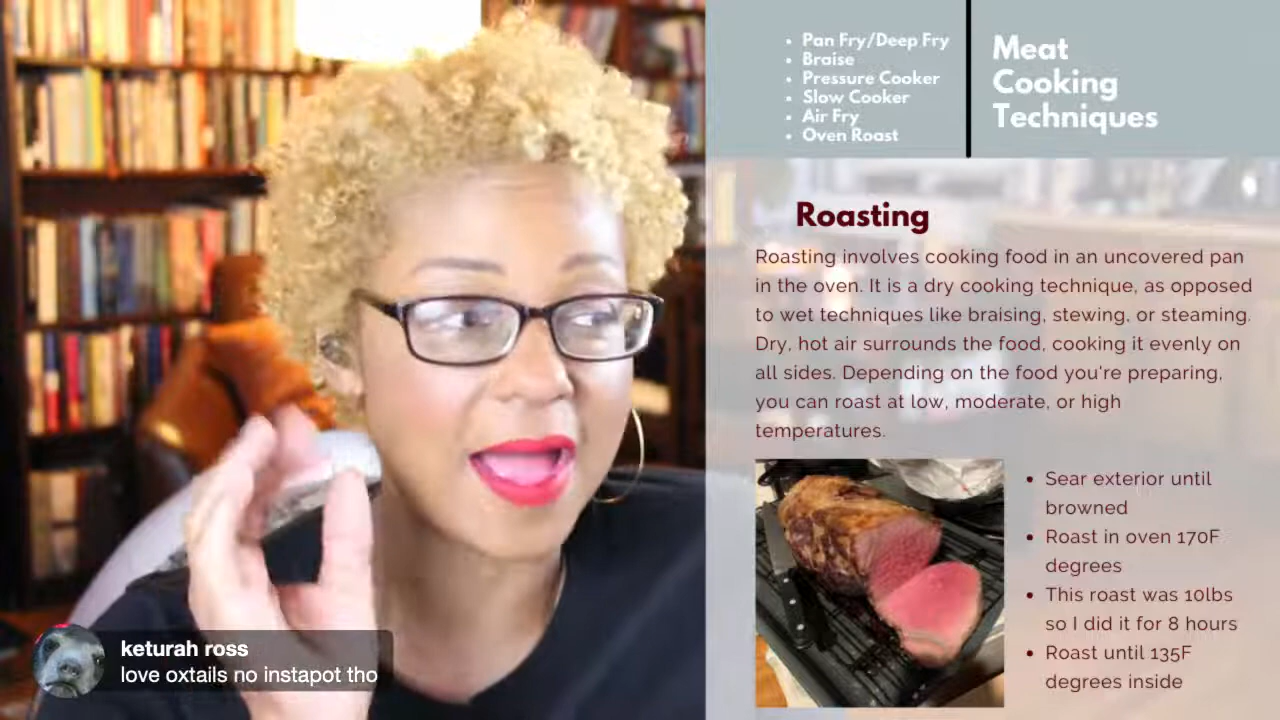 • Pan Fry/Deep Fry
• Braise
• Pressure Cooker
• Slow Cooker
• Air Fry
• Oven Roast
Meat
Cooking
Techniques
Roasting
Roasting involves cooking food in an uncovered pan
in the oven. It is a dry cooking technique, as opposed
to wet techniques like braising, stewing, or steaming.
Dry, hot air surrounds the food, cooking it evenly on
all sides. Depending on the food you're preparing,
you can roast at low, moderate, or high
temperatures.
• Sear exterior until
browned
• Roast in oven 170F
degrees
• This roast was 10lbs
so I did it for 8 hours
• Roast until 135F
degrees inside
keturah ross
love oxtails no instapot tho